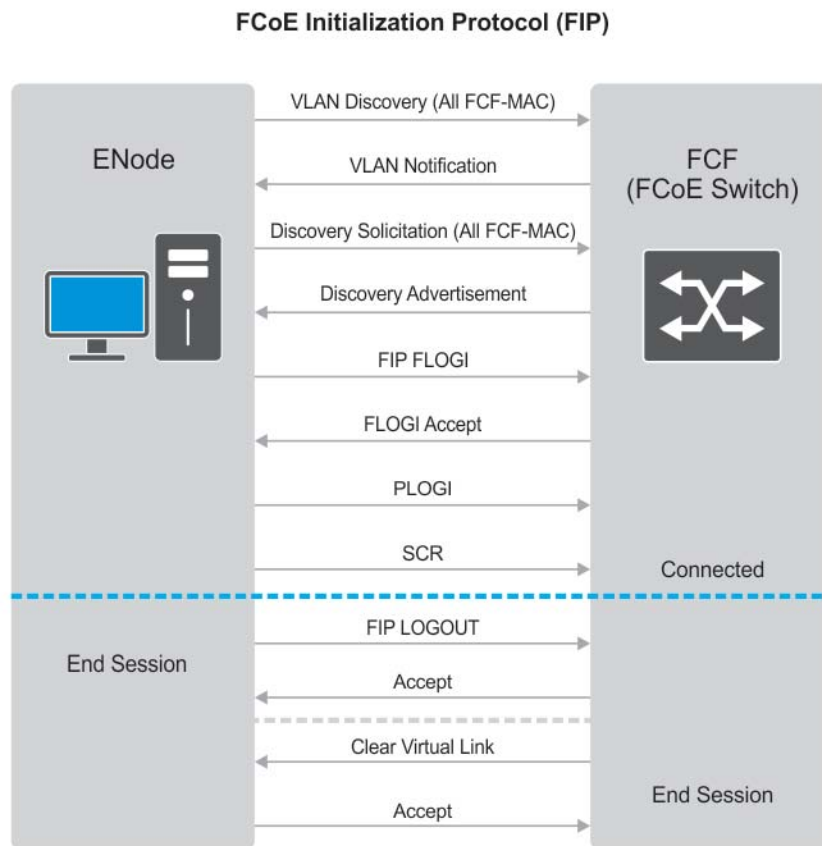 FCoE Initialization Protocol (FIP)
VLAN Discovery (All FCF-MAC)
ENode
VLAN Notification
FCF
(FCoE Switch)
Discovery Solicitation (All FCF-MAC)
Discovery Advertisement
FIP FLOGI
FLOGI Accept
PLOGI
SCR
Connected
FIP LOGOUT
End Session
Accept
Clear Virtual Link
End Session
Accept